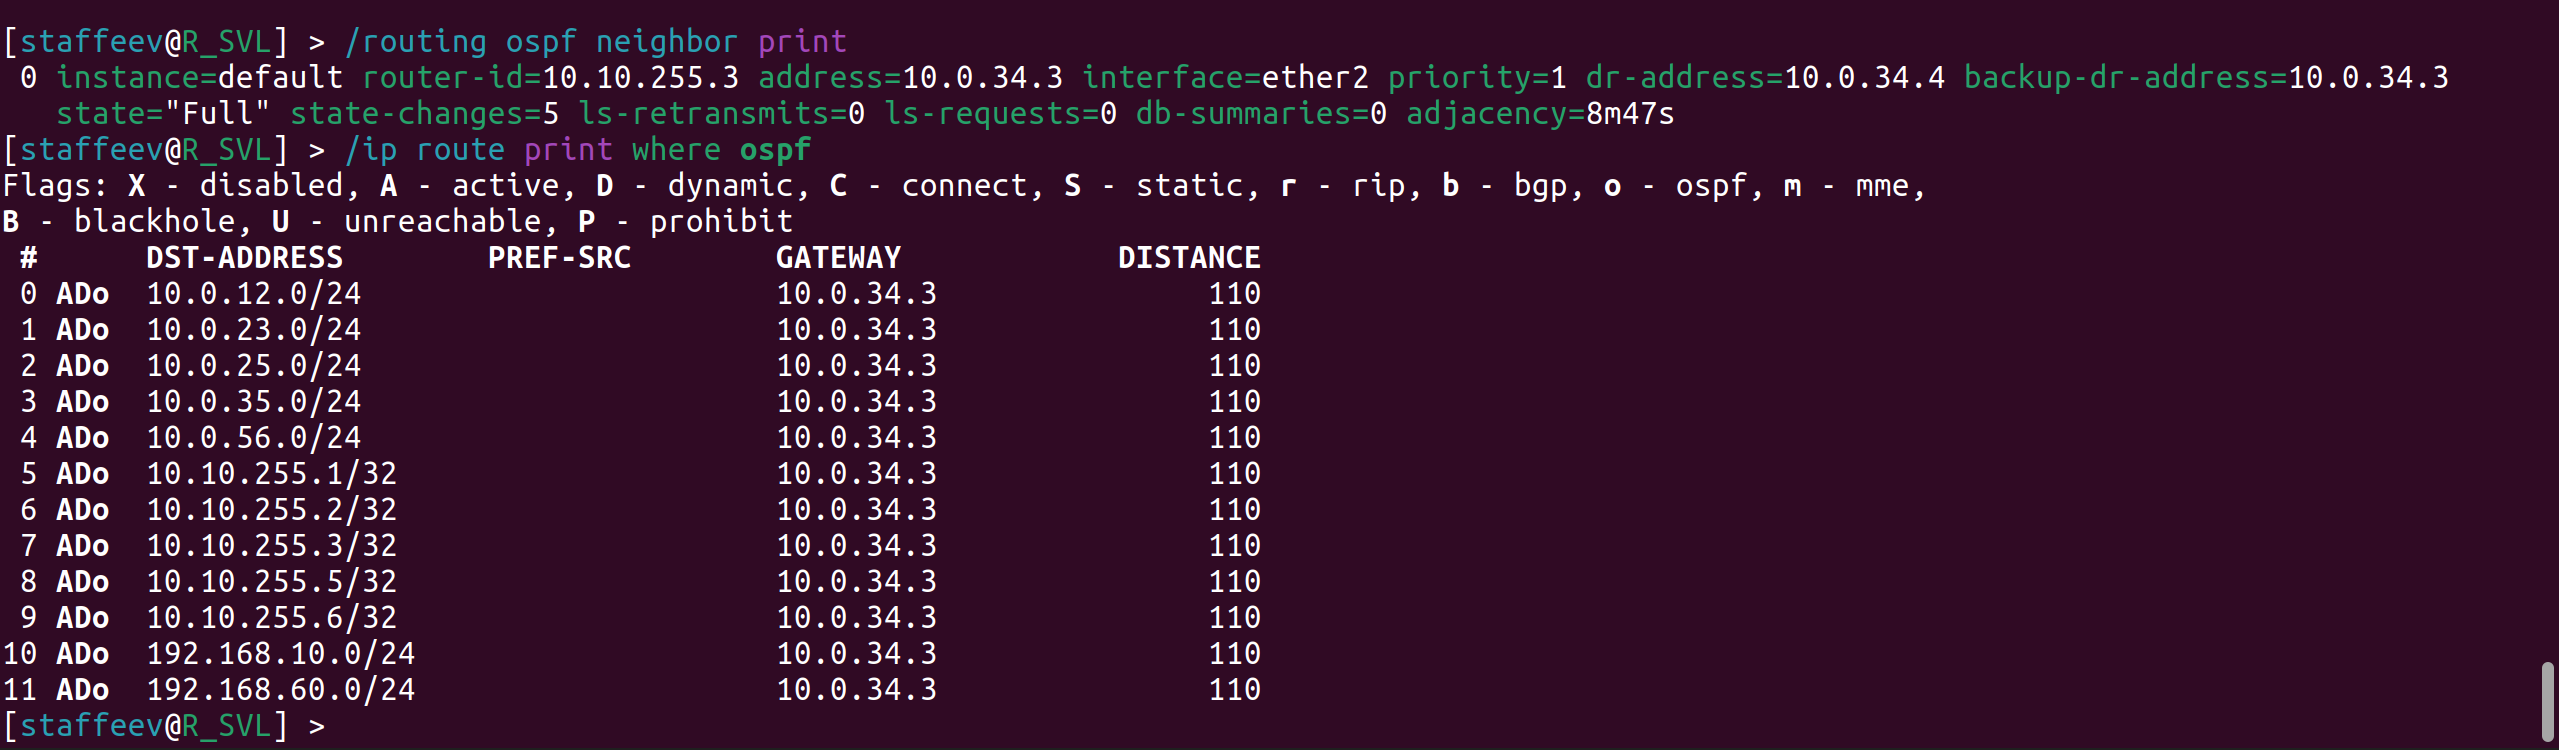 [staffeev@R_SVL] > /routing ospf neighbor print
 0 instance=default router-id=10.10.255.3 address=10.0.34.3 interface=ether2 priority=1 dr-address=10.0.34.4 backup-dr-address=10.0.34.3
   state="Full" state-changes=5 ls-retransmits=0 ls-requests=0 db-summaries=0 adjacency=8m47s
[staffeev@R_SVL] > /ip route print where ospf
Flags: X - disabled, A - active, D - dynamic, C - connect, S - static, r - rip, b - bgp, o - ospf, m - mme,
B - blackhole, U - unreachable, P - prohibit
 #      DST-ADDRESS        PREF-SRC        GATEWAY            DISTANCE
 0 ADo  10.0.12.0/24                       10.0.34.3               110
 1 ADo  10.0.23.0/24                       10.0.34.3               110
 2 ADo  10.0.25.0/24                       10.0.34.3               110
 3 ADo  10.0.35.0/24                       10.0.34.3               110
 4 ADo  10.0.56.0/24                       10.0.34.3               110
 5 ADo  10.10.255.1/32                     10.0.34.3               110
 6 ADo  10.10.255.2/32                     10.0.34.3               110
 7 ADo  10.10.255.3/32                     10.0.34.3               110
 8 ADo  10.10.255.5/32                     10.0.34.3               110
 9 ADo  10.10.255.6/32                     10.0.34.3               110
10 ADo  192.168.10.0/24                    10.0.34.3               110
11 ADo  192.168.60.0/24                    10.0.34.3               110
[staffeev@R_SVL] >